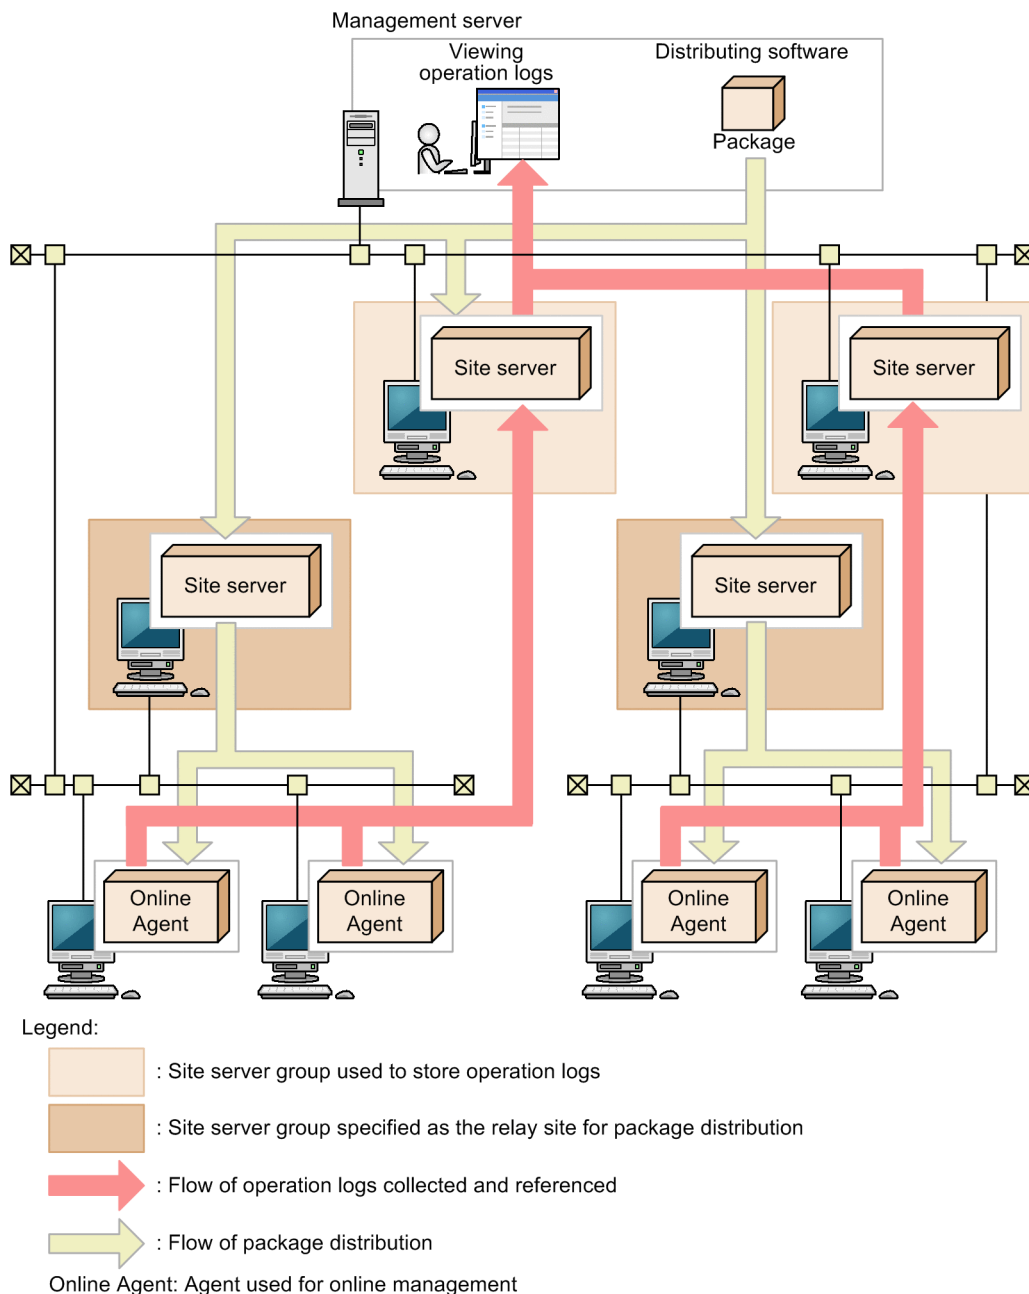 Management server
Viewing
operation logs
Distributing software
Package
Site server
Site server
Site server
Site server
Online
Agent
Online
Agent
Online
Agent
Online
Agent
Legend:
: Site server group used to store operation logs
: Site server group specified as the relay site for package distribution
: Flow of operation logs collected and referenced
: Flow of package distribution
Online Agent: Agent used for online management